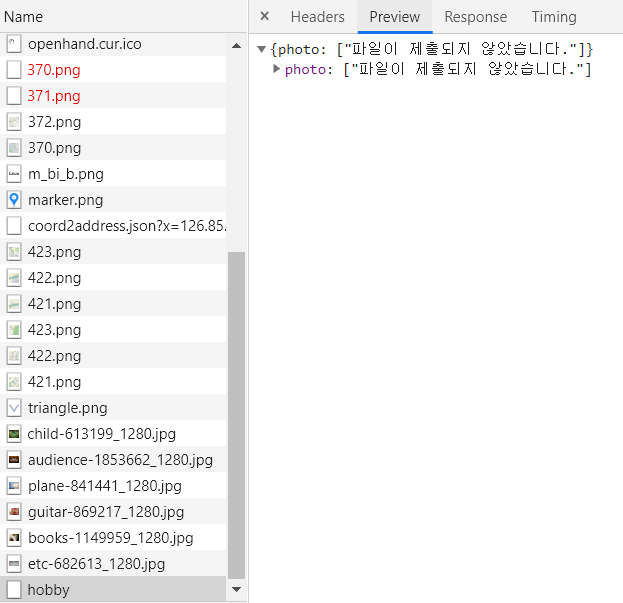 Name
openhand.cur.ico
370.png
371.png
372.png
370.png
m_bi_b.png
marker.png
coord2address.json?x=126.85.
423.png
422.png
421.png
423.png
422.png
421.png
triangle.png
child-613199_1280.jpg
audience-1853662_1280.jpg
plane-841441_1280.jpg
guitar-869217_1280.jpg
books-1149959_1280.jpg
etc-682613_1280.jpg
hobby
× Headers Preview Response Timing
▼{photo: ["파일이 제출되지 않았습니다."]}
▶photo: ["파일이 제출되지 않았습니다."]